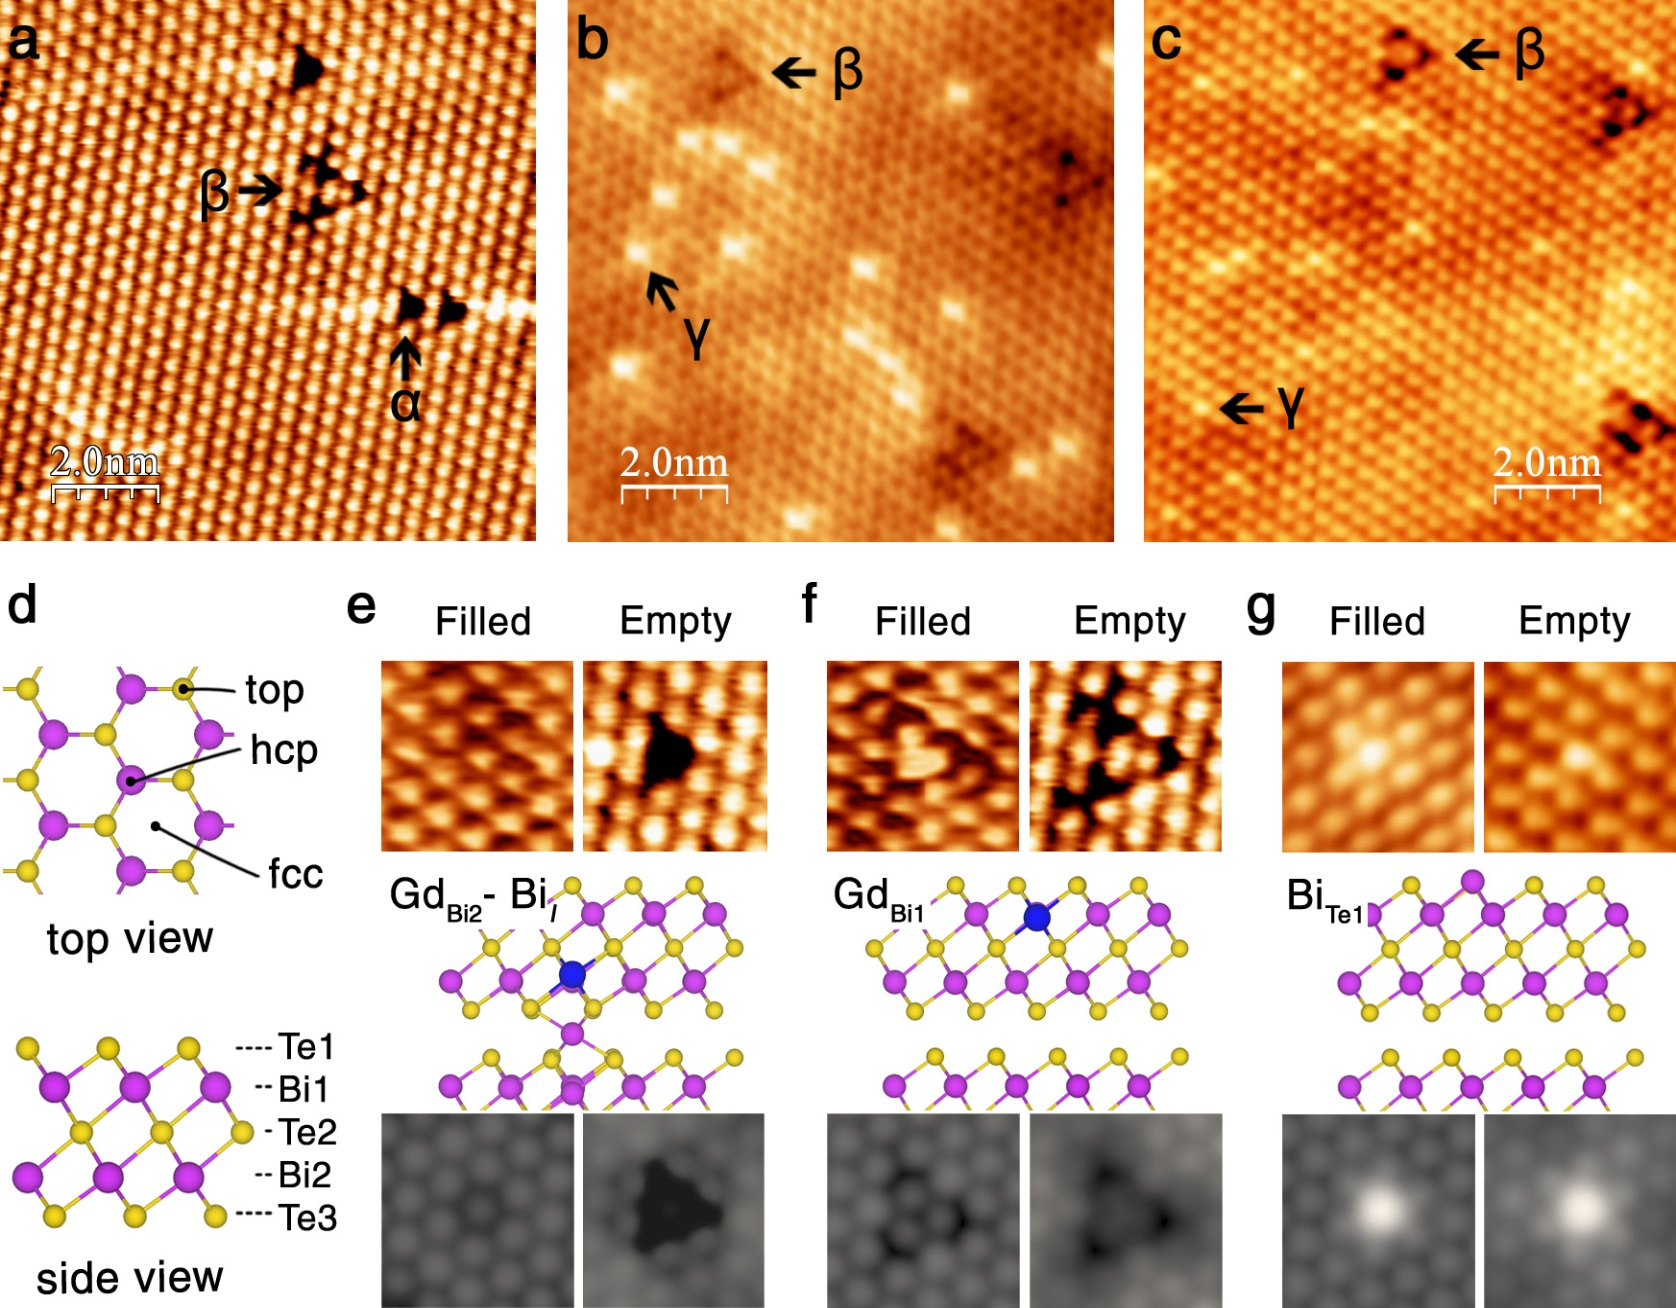 a
β
α
2.0nm
b
β
γ
2.0nm
c
β
γ
2.0nm
d
top
hcp
fcc
top view
Te1
Bi1
Te2
Bi2
Te3
side view
e
Filled
Empty
GdBi2- BiI
f
Filled
Empty
GdBi1
g
Filled
Empty
BiTe1